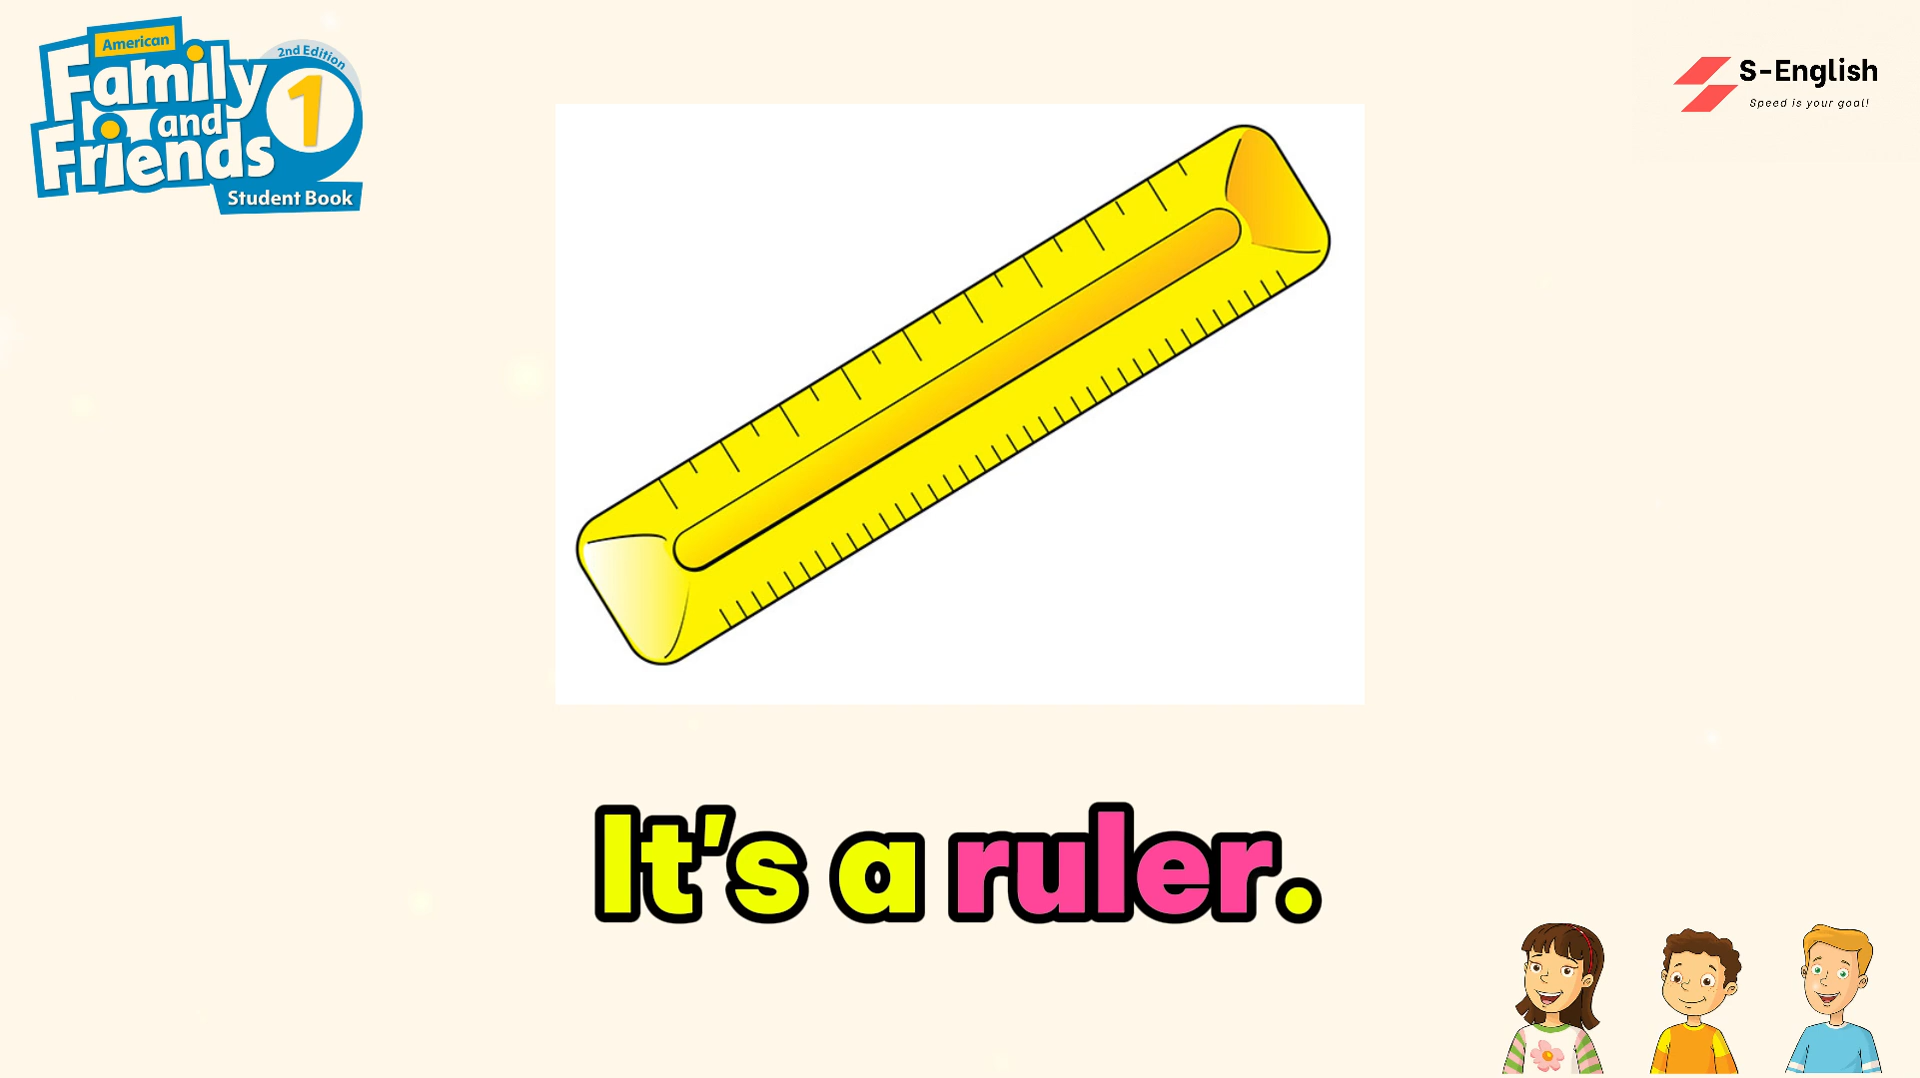 American
Family
and
Friends
2nd Edition
1
Student Book
S-English
Speed is your goal!
It's a ruler.